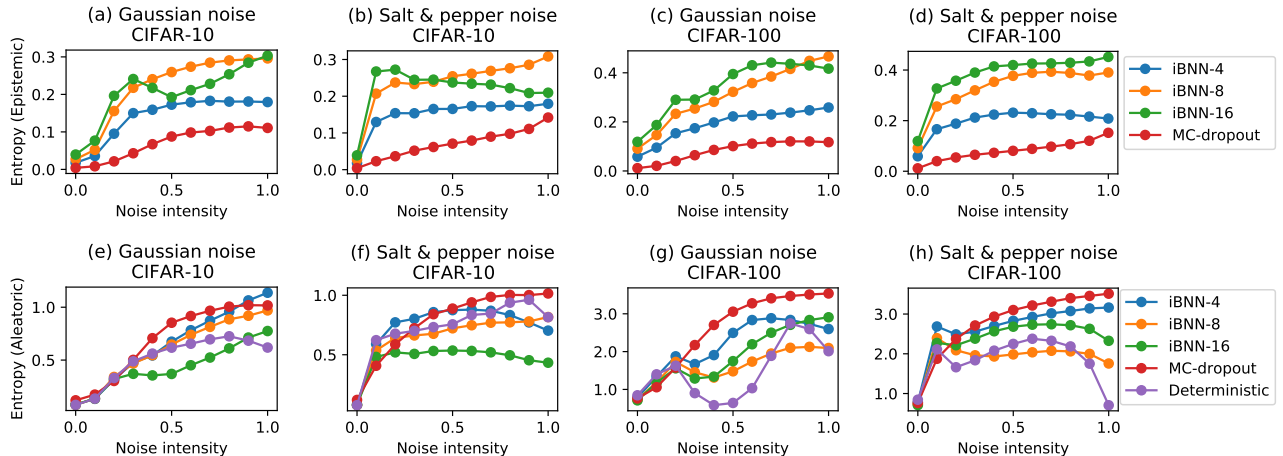 (a) Gaussian noise
CIFAR-10
(b) Salt & pepper noise
CIFAR-10
(c) Gaussian noise
CIFAR-100
(d) Salt & pepper noise
CIFAR-100
Entropy (Epistemic)
0.3
0.2
0.1
0.0
0.0 0.5 1.0
Noise intensity
0.3
0.2
0.1
0.0
0.0 0.5 1.0
Noise intensity
0.4
0.2
0.0
0.0 0.5 1.0
Noise intensity
0.4
0.2
0.0
0.0 0.5 1.0
Noise intensity
iBNN-4
iBNN-8
iBNN-16
MC-dropout
(e) Gaussian noise
CIFAR-10
(f) Salt & pepper noise
CIFAR-10
(g) Gaussian noise
CIFAR-100
(h) Salt & pepper noise
CIFAR-100
Entropy (Aleatoric)
1.0
0.5
0.0 0.5 1.0
Noise intensity
1.0
0.5
0.0 0.5 1.0
Noise intensity
3.0
2.0
1.0
0.0 0.5 1.0
Noise intensity
3.0
2.0
1.0
0.0 0.5 1.0
Noise intensity
iBNN-4
iBNN-8
iBNN-16
MC-dropout
Deterministic